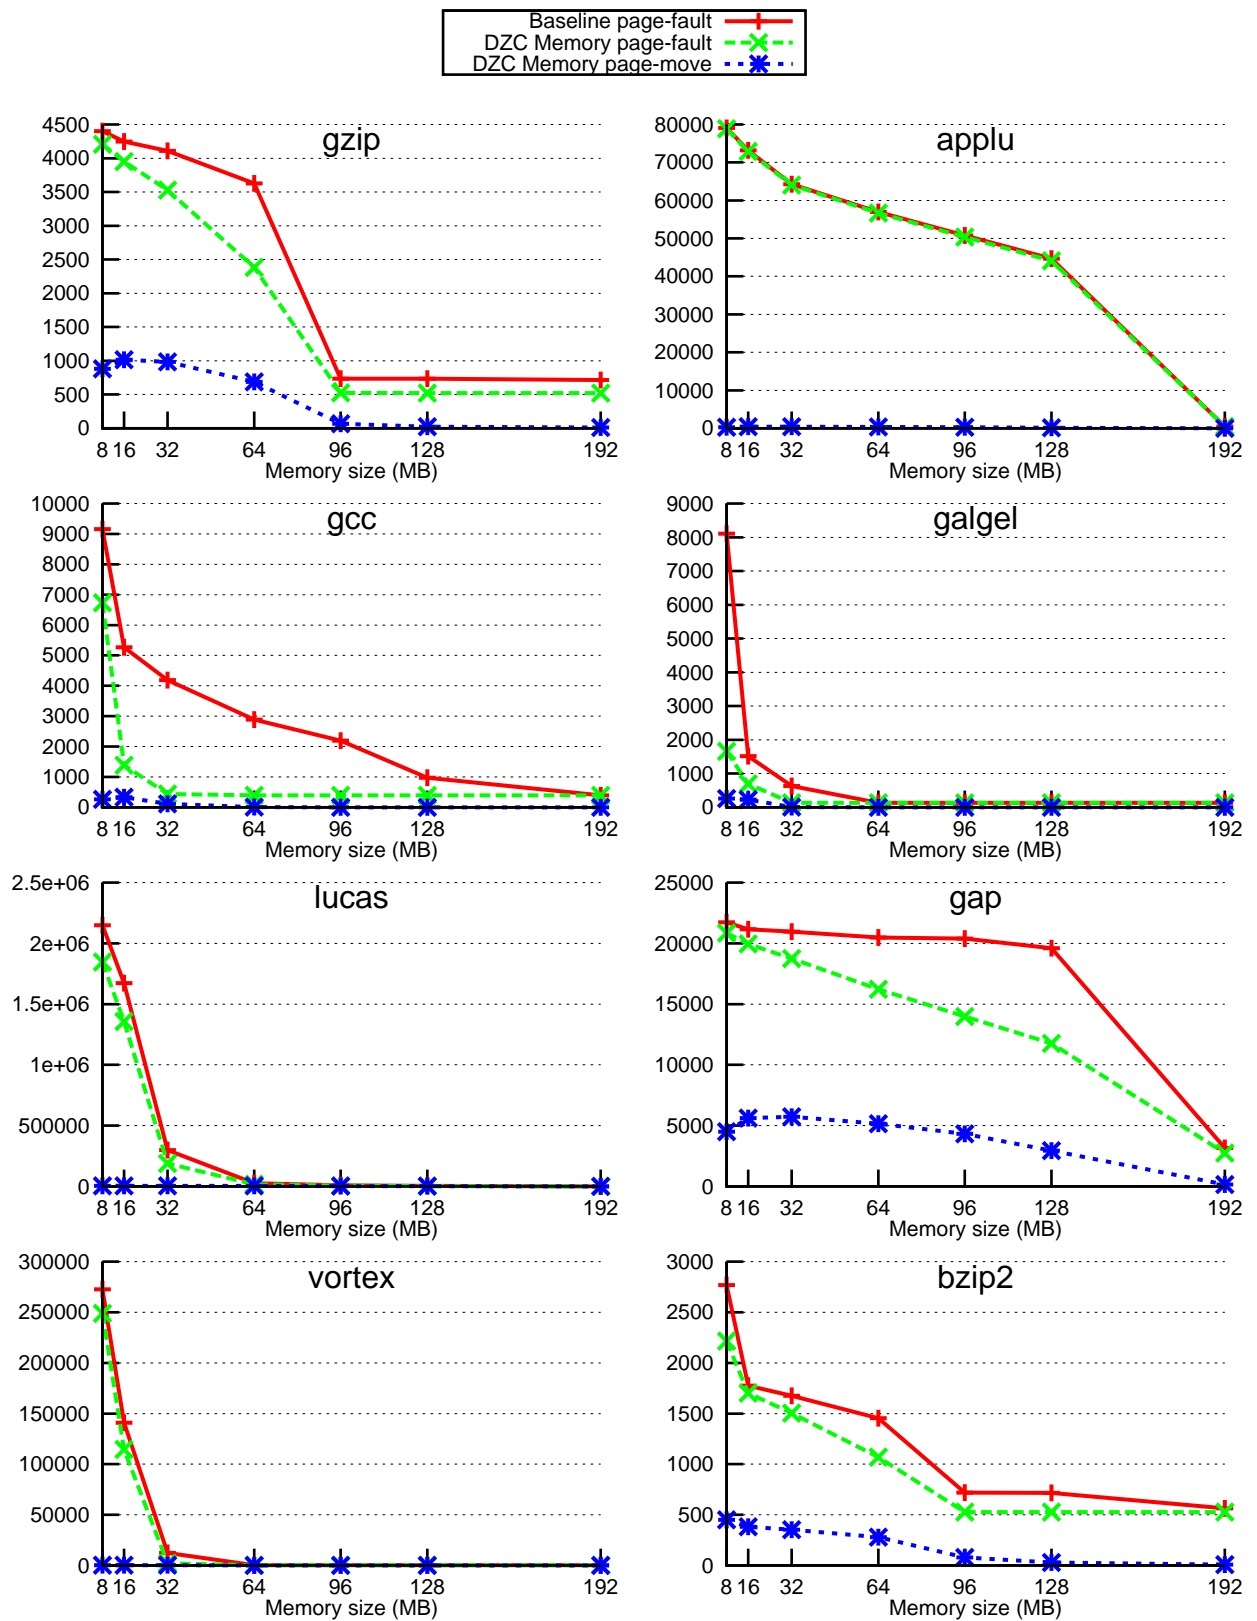 Baseline page-fault
DZC Memory page-fault
DZC Memory page-move
gzip
4500
4000
3500
3000
2500
2000
1500
1000
500
0
8 16 32 64 96 128 192
Memory size (MB)
applu
80000
70000
60000
50000
40000
30000
20000
10000
0
8 16 32 64 96 128 192
Memory size (MB)
gcc
10000
9000
8000
7000
6000
5000
4000
3000
2000
1000
0
8 16 32 64 96 128 192
Memory size (MB)
galgel
9000
8000
7000
6000
5000
4000
3000
2000
1000
0
8 16 32 64 96 128 192
Memory size (MB)
lucas
2.5e+06
2e+06
1.5e+06
1e+06
500000
0
8 16 32 64 96 128 192
Memory size (MB)
gap
25000
20000
15000
10000
5000
0
8 16 32 64 96 128 192
Memory size (MB)
vortex
300000
250000
200000
150000
100000
50000
0
8 16 32 64 96 128 192
Memory size (MB)
bzip2
3000
2500
2000
1500
1000
500
0
8 16 32 64 96 128 192
Memory size (MB)